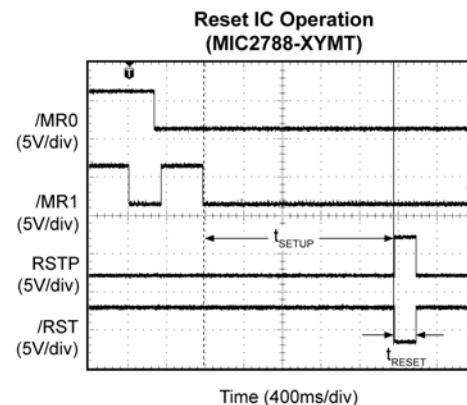 Reset IC Operation
(MIC2788-XYMT)
T
/MR0
(5V/div)
/MR1
(5V/div)
tSETUP
RSTP
(5V/div)
/RST
(5V/div)
tRESET
Time (400ms/div)